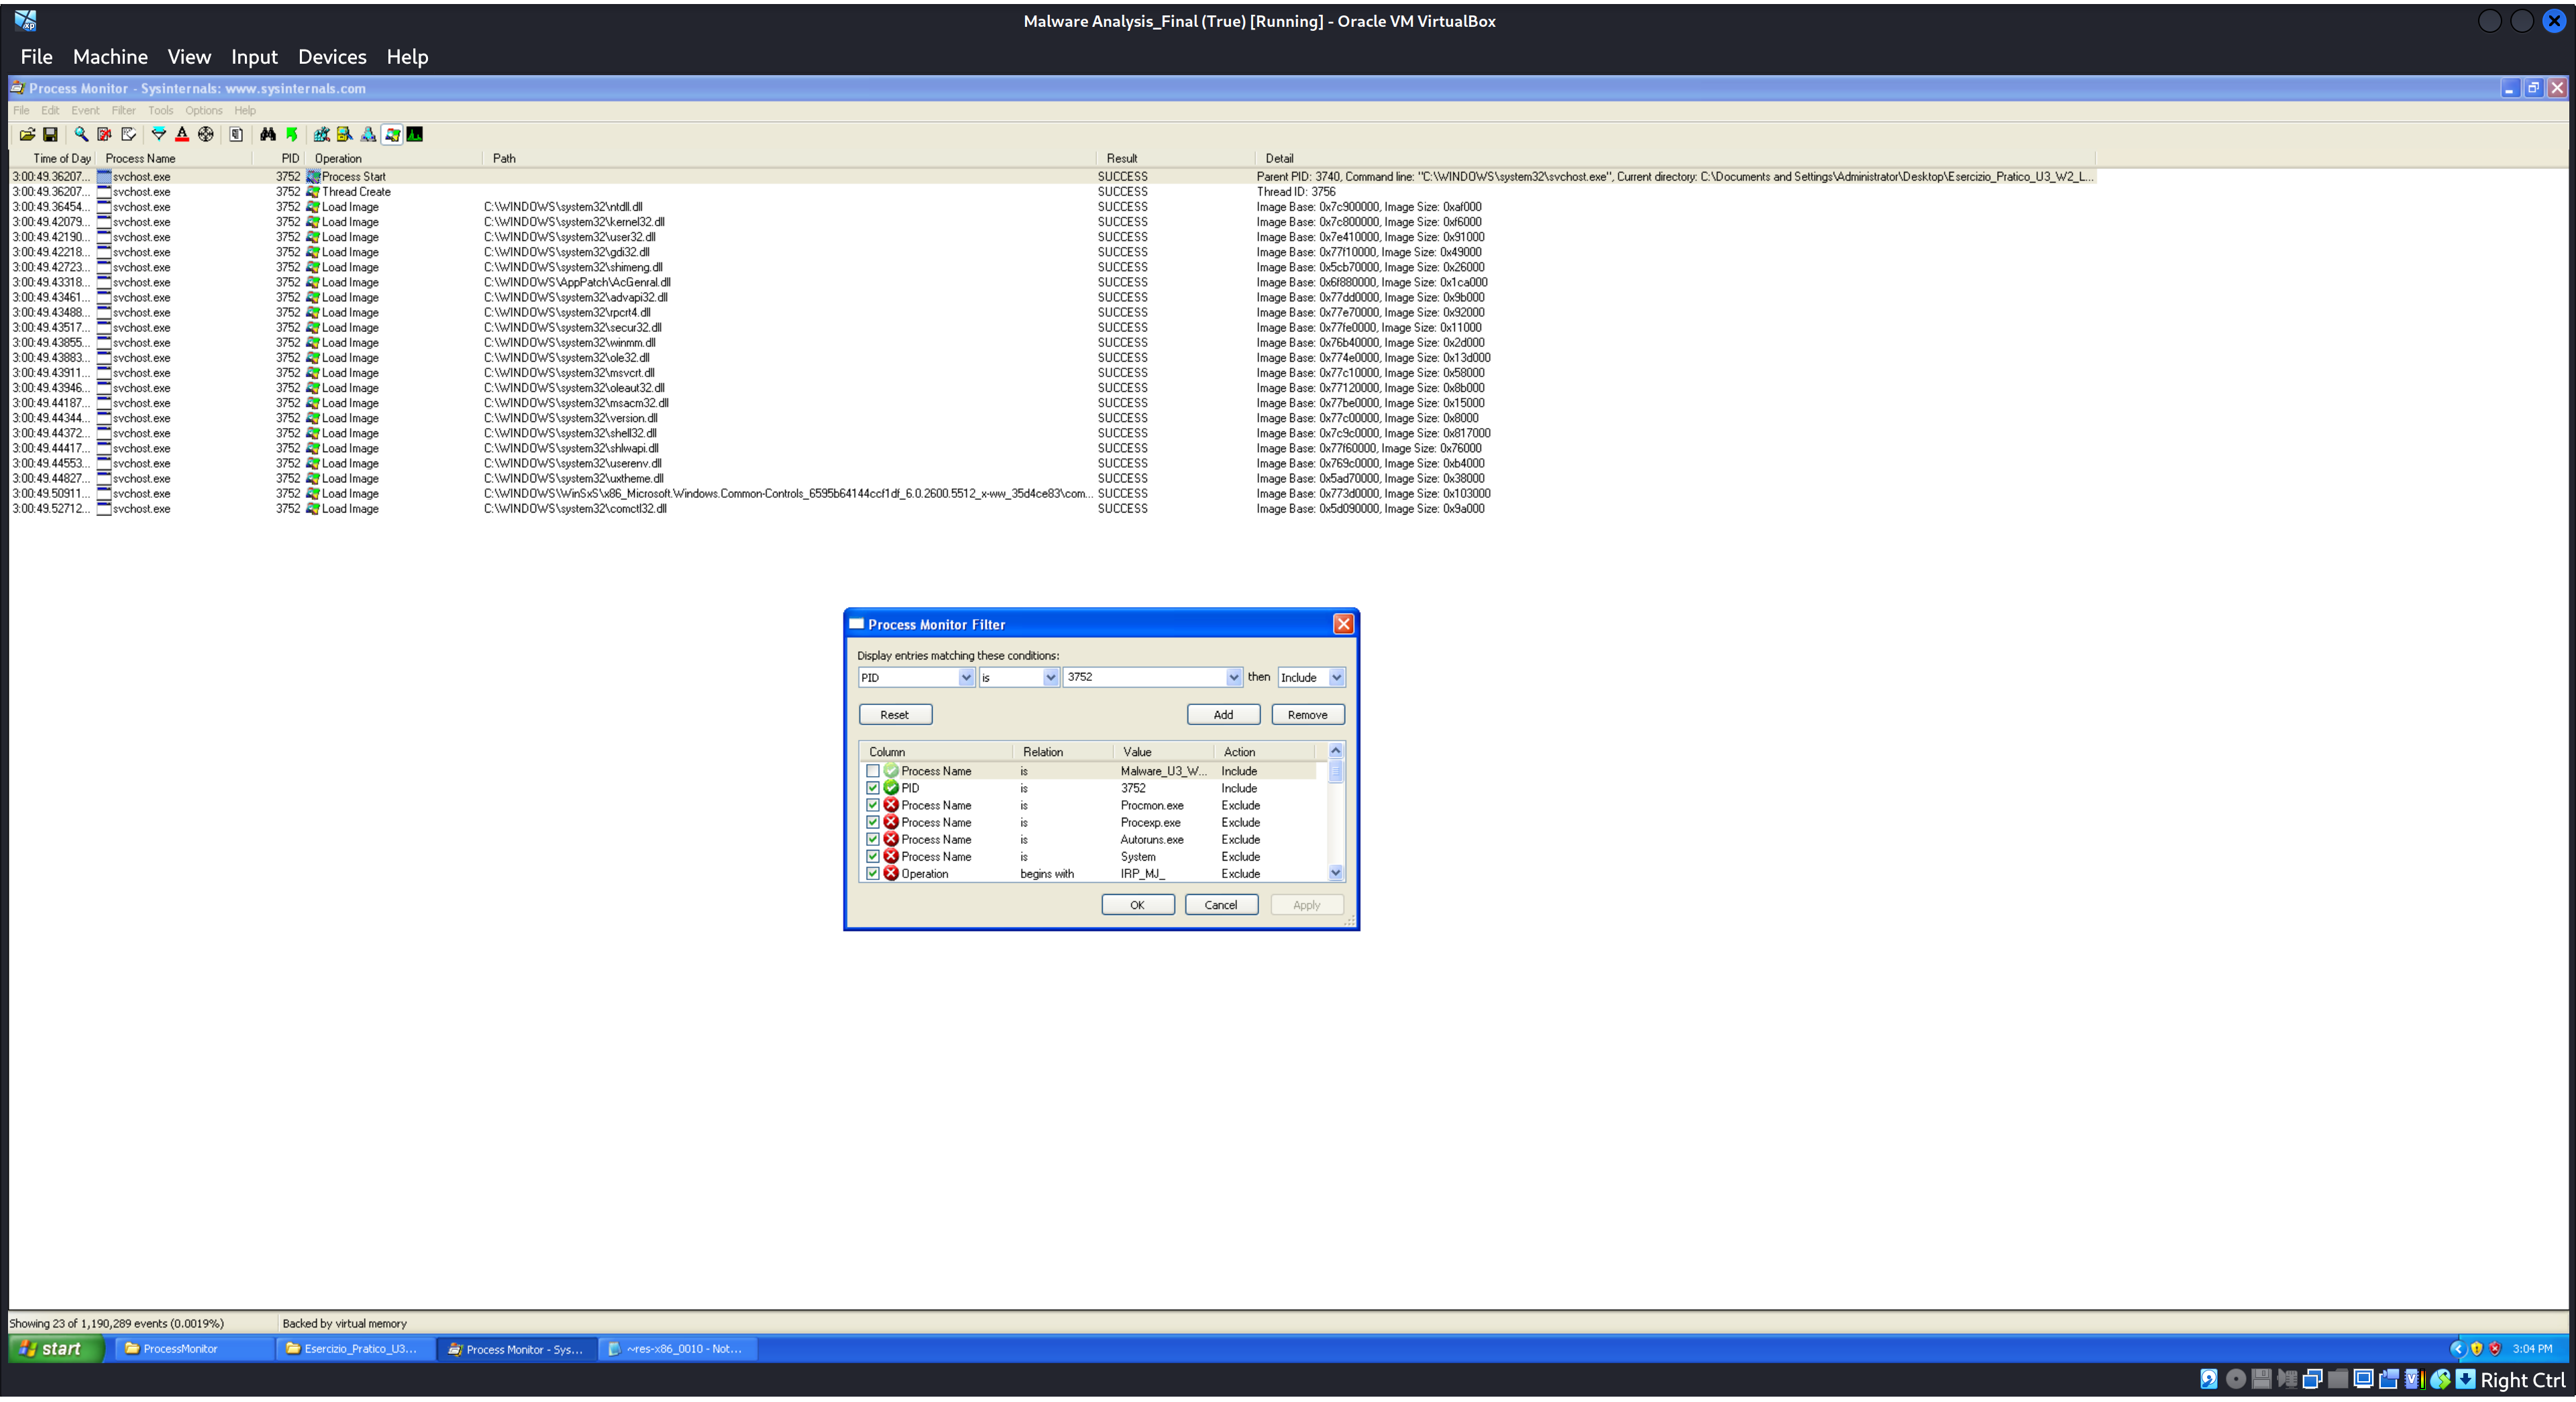 Malware Analysis_Final (True) [Running] - Oracle VM VirtualBox
File Machine View Input Devices Help
Process Monitor - Sysinternals: www.sysinternals.com
File Edit Event Filter Tools Options Help
Time of Day Process Name PID Operation Path Result Detail
3:00:49.36207... svchost.exe 3752 Process Start SUCCESS Parent PID: 3740, Command line: "C:\WINDOWS\system32\svchost.exe", Current directory: C:\Documents and Settings\Administrator\Desktop\Esercizio_Pratico_U3_W2_L...
3:00:49.36207... svchost.exe 3752 Thread Create SUCCESS Thread ID: 3756
3:00:49.36454... svchost.exe 3752 Load Image C:\WINDOWS\system32\ntdll.dll SUCCESS Image Base: 0x7c900000, Image Size: 0xaf000
3:00:49.42079... svchost.exe 3752 Load Image C:\WINDOWS\system32\kernel32.dll SUCCESS Image Base: 0x7c800000, Image Size: 0xf6000
3:00:49.42190... svchost.exe 3752 Load Image C:\WINDOWS\system32\user32.dll SUCCESS Image Base: 0x7e410000, Image Size: 0x91000
3:00:49.42218... svchost.exe 3752 Load Image C:\WINDOWS\system32\gdi32.dll SUCCESS Image Base: 0x77f10000, Image Size: 0x49000
3:00:49.42723... svchost.exe 3752 Load Image C:\WINDOWS\system32\shimeng.dll SUCCESS Image Base: 0x5cb70000, Image Size: 0x26000
3:00:49.43318... svchost.exe 3752 Load Image C:\WINDOWS\AppPatch\AcGenral.dll SUCCESS Image Base: 0x6f880000, Image Size: 0x1ca000
3:00:49.43461... svchost.exe 3752 Load Image C:\WINDOWS\system32\advapi32.dll SUCCESS Image Base: 0x77dd0000, Image Size: 0x9b000
3:00:49.43488... svchost.exe 3752 Load Image C:\WINDOWS\system32\rpcrt4.dll SUCCESS Image Base: 0x77e70000, Image Size: 0x92000
3:00:49.43517... svchost.exe 3752 Load Image C:\WINDOWS\system32\secur32.dll SUCCESS Image Base: 0x77fe0000, Image Size: 0x11000
3:00:49.43855... svchost.exe 3752 Load Image C:\WINDOWS\system32\winmm.dll SUCCESS Image Base: 0x76b40000, Image Size: 0x2d000
3:00:49.43883... svchost.exe 3752 Load Image C:\WINDOWS\system32\ole32.dll SUCCESS Image Base: 0x774e0000, Image Size: 0x13d000
3:00:49.43911... svchost.exe 3752 Load Image C:\WINDOWS\system32\msvcrt.dll SUCCESS Image Base: 0x77c10000, Image Size: 0x58000
3:00:49.43946... svchost.exe 3752 Load Image C:\WINDOWS\system32\oleaut32.dll SUCCESS Image Base: 0x77120000, Image Size: 0x8b000
3:00:49.44187... svchost.exe 3752 Load Image C:\WINDOWS\system32\msacm32.dll SUCCESS Image Base: 0x77be0000, Image Size: 0x15000
3:00:49.44344... svchost.exe 3752 Load Image C:\WINDOWS\system32\version.dll SUCCESS Image Base: 0x77c00000, Image Size: 0x8000
3:00:49.44372... svchost.exe 3752 Load Image C:\WINDOWS\system32\shell32.dll SUCCESS Image Base: 0x7c9c0000, Image Size: 0x817000
3:00:49.44417... svchost.exe 3752 Load Image C:\WINDOWS\system32\shlwapi.dll SUCCESS Image Base: 0x77f60000, Image Size: 0x76000
3:00:49.44553... svchost.exe 3752 Load Image C:\WINDOWS\system32\userenv.dll SUCCESS Image Base: 0x769c0000, Image Size: 0xb4000
3:00:49.44827... svchost.exe 3752 Load Image C:\WINDOWS\system32\uxtheme.dll SUCCESS Image Base: 0x5ad70000, Image Size: 0x38000
3:00:49.50911... svchost.exe 3752 Load Image C:\WINDOWS\WinSxS\x86_Microsoft.Windows.Common-Controls_6595b64144ccf1df_6.0.2600.5512_x-ww_35d4ce83\com... SUCCESS Image Base: 0x773d0000, Image Size: 0x103000
3:00:49.52712... svchost.exe 3752 Load Image C:\WINDOWS\system32\comctl32.dll SUCCESS Image Base: 0x5d090000, Image Size: 0x9a000
Process Monitor Filter
Display entries matching these conditions:
PID is 3752 then Include
Reset Add Remove
Column Relation Value Action
Process Name is Malware_U3_W... Include
PID is 3752 Include
Process Name is Procmon.exe Exclude
Process Name is Procexp.exe Exclude
Process Name is Autoruns.exe Exclude
Process Name is System Exclude
Operation begins with IRP_MJ_ Exclude
OK Cancel Apply
Showing 23 of 1,190,289 events (0.0019%) Backed by virtual memory
start ProcessMonitor Esercizio_Pratico_U3... Process Monitor - Sys... ~res-x86_0010 - Not... 3:04 PM
Right Ctrl